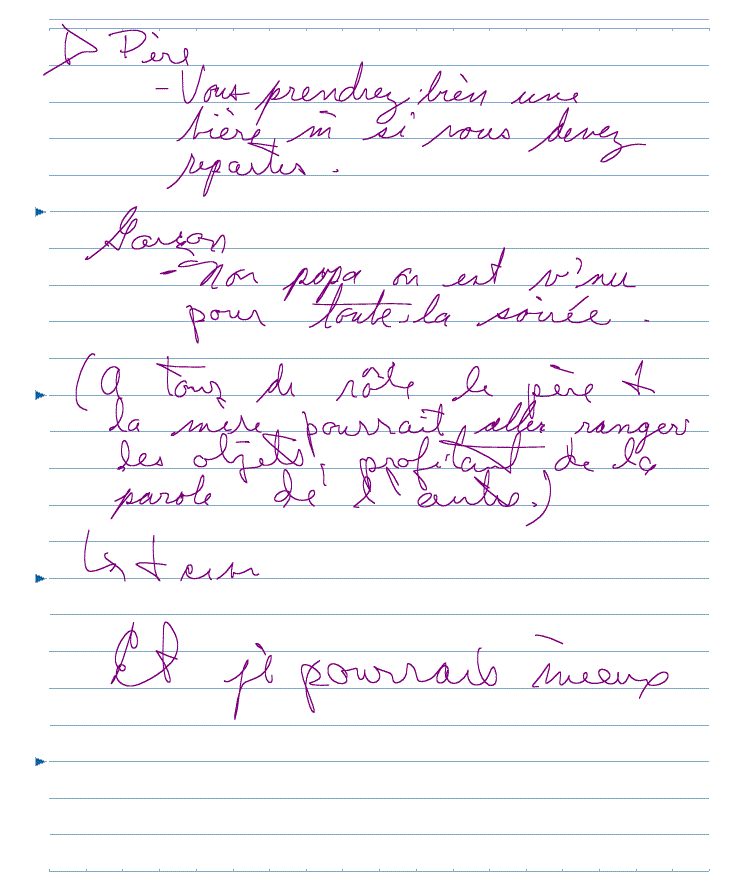 Père
- Vous prendrez bien une
bière, m̄ si vous devez
repartir.
Garçon
- Non papa on est v'nu
pour toute la soirée.
(A tour de rôle le père +
la mère pourrait aller ranger
les objets, profitant de la
parole de l'autre.)
↳ +
Et je pourrais mieux